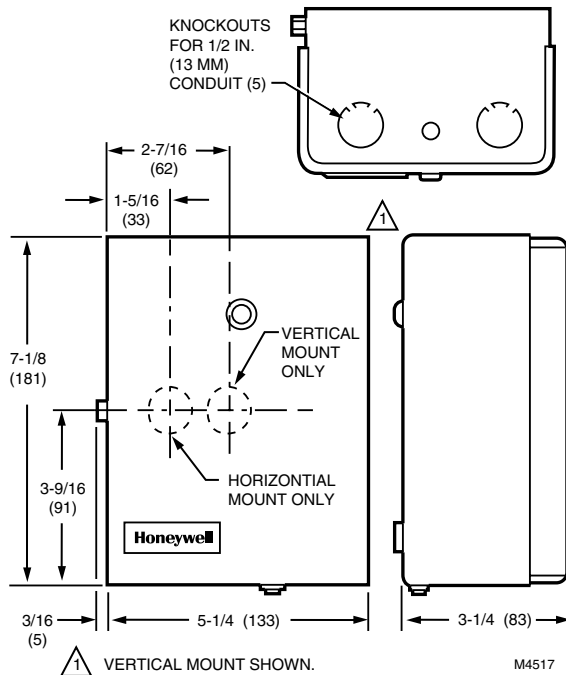 KNOCKOUTS
FOR 1/2 IN.
(13 MM)
CONDUIT (5)
2-7/16
(62)
1-5/16
(33)
1
7-1/8
(181)
VERTICAL
MOUNT
ONLY
3-9/16
(91)
HORIZONTIAL
MOUNT ONLY
Honeywell
3/16
(5)
5-1/4 (133)
3-1/4 (83)
1 VERTICAL MOUNT SHOWN.
M4517